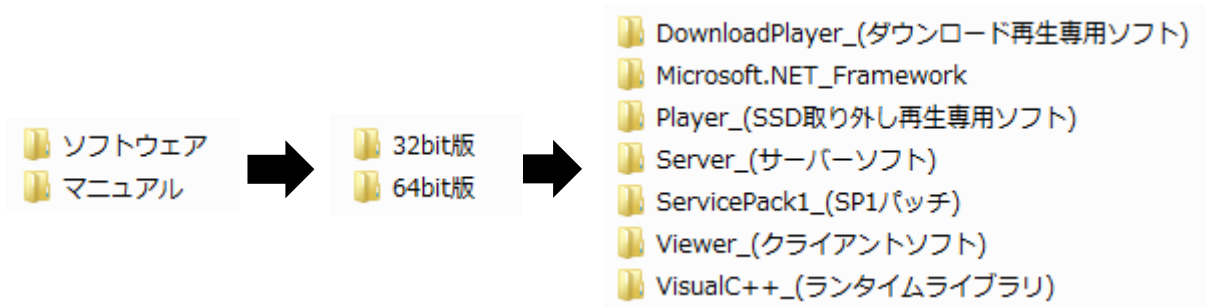 ソフトウェア
マニュアル
32bit版
64bit版
DownloadPlayer_(ダウンロード再生専用ソフト)
Microsoft.NET_Framework
Player_(SSD取り外し再生専用ソフト)
Server_(サーバーソフト)
ServicePack1_(SP1パッチ)
Viewer_(クライアントソフト)
VisualC++_(ランタイムライブラリ)